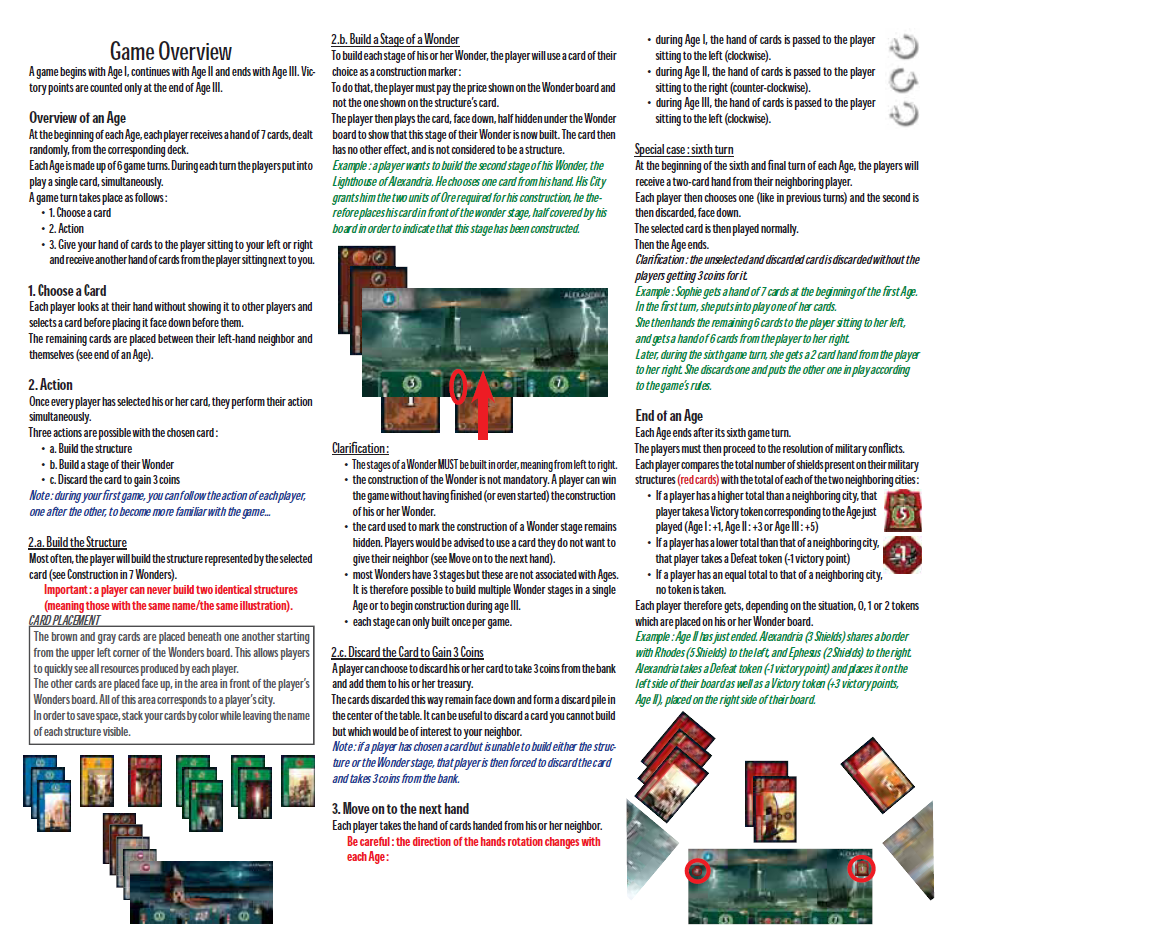 Game Overview
A game begins with Age I, continues with Age II and ends with Age III. Vic-
tory points are counted only at the end of Age III.
Overview of an Age
At the beginning of each Age, each player receives a hand of 7 cards, dealt
randomly, from the corresponding deck.
Each Age is made up of 6 game turns. During each turn the players put into
play a single card, simultaneously.
A game turn takes place as follows :
• 1. Choose a card
• 2. Action
• 3. Give your hand of cards to the player sitting to your left or right
and receive another hand of cards from the player sitting next to you.
1. Choose a Card
Each player looks at their hand without showing it to other players and
selects a card before placing it face down before them.
The remaining cards are placed between their left-hand neighbor and
themselves (see end of an Age).
2. Action
Once every player has selected his or her card, they perform their action
simultaneously.
Three actions are possible with the chosen card :
• a. Build the structure
• b. Build a stage of their Wonder
• c. Discard the card to gain 3 coins
Note : during your first game, you can follow the action of each player,
one after the other, to become more familiar with the game...
2.a. Build the Structure
Most often, the player will build the structure represented by the selected
card (see Construction in 7 Wonders).
Important : a player can never build two identical structures
(meaning those with the same name/the same illustration).
CARD PLACEMENT
The brown and gray cards are placed beneath one another starting
from the upper left corner of the Wonders board. This allows players
to quickly see all resources produced by each player.
The other cards are placed face up, in the area in front of the player's
Wonders board. All of this area corresponds to a player's city.
In order to save space, stack your cards by color while leaving the name
of each structure visible.
2.b. Build a Stage of a Wonder
To build each stage of his or her Wonder, the player will use a card of their
choice as a construction marker :
To do that, the player must pay the price shown on the Wonder board and
not the one shown on the structure's card.
The player then plays the card, face down, half hidden under the Wonder
board to show that this stage of their Wonder is now built. The card then
has no other effect, and is not considered to be a structure.
Example : a player wants to build the second stage of his Wonder, the
Lighthouse of Alexandria. He chooses one card from his hand. His City
grants him the two units of Ore required for his construction, he the-
refore places his card in front of the wonder stage, half covered by his
board in order to indicate that this stage has been constructed.
ALEXANDRIA
3
7
Clarification :
• The stages of a Wonder MUST be built in order, meaning from left to right.
• the construction of the Wonder is not mandatory. A player can win
the game without having finished (or even started) the construction
of his or her Wonder.
• the card used to mark the construction of a Wonder stage remains
hidden. Players would be advised to use a card they do not want to
give their neighbor (see Move on to the next hand).
• most Wonders have 3 stages but these are not associated with Ages.
It is therefore possible to build multiple Wonder stages in a single
Age or to begin construction during age III.
• each stage can only built once per game.
2.c. Discard the Card to Gain 3 Coins
A player can choose to discard his or her card to take 3 coins from the bank
and add them to his or her treasury.
The cards discarded this way remain face down and form a discard pile in
the center of the table. It can be useful to discard a card you cannot build
but which would be of interest to your neighbor.
Note : if a player has chosen a card but is unable to build either the struc-
ture or the Wonder stage, that player is then forced to discard the card
and takes 3 coins from the bank.
3. Move on to the next hand
Each player takes the hand of cards handed from his or her neighbor.
Be careful : the direction of the hands rotation changes with
each Age :
• during Age I, the hand of cards is passed to the player
sitting to the left (clockwise).
• during Age II, the hand of cards is passed to the player
sitting to the right (counter-clockwise).
• during Age III, the hand of cards is passed to the player
sitting to the left (clockwise).
Special case : sixth turn
At the beginning of the sixth and final turn of each Age, the players will
receive a two-card hand from their neighboring player.
Each player then chooses one (like in previous turns) and the second is
then discarded, face down.
The selected card is then played normally.
Then the Age ends.
Clarification : the unselected and discarded card is discarded without the
players getting 3 coins for it.
Example : Sophie gets a hand of 7 cards at the beginning of the first Age.
In the first turn, she puts into play one of her cards.
She then hands the remaining 6 cards to the player sitting to her left,
and gets a hand of 6 cards from the player to her right.
Later, during the sixth game turn, she gets a 2 card hand from the player
to her right. She discards one and puts the other one in play according
to the game's rules.
End of an Age
Each Age ends after its sixth game turn.
The players must then proceed to the resolution of military conflicts.
Each player compares the total number of shields present on their military
structures (red cards) with the total of each of the two neighboring cities :
• If a player has a higher total than a neighboring city, that
player takes a Victory token corresponding to the Age just
played (Age I : +1, Age II : +3 or Age III : +5)
5
• If a player has a lower total than that of a neighboring city,
that player takes a Defeat token (-1 victory point)
-1
• If a player has an equal total to that of a neighboring city,
no token is taken.
Each player therefore gets, depending on the situation, 0, 1 or 2 tokens
which are placed on his or her Wonder board.
Example : Age II has just ended. Alexandria (3 Shields) shares a border
with Rhodes (5 Shields) to the left, and Ephesus (2 Shields) to the right.
Alexandria takes a Defeat token (-1 victory point) and places it on the
left side of their board as well as a Victory token (+3 victory points,
Age II), placed on the right side of their board.
ALEXANDRIA